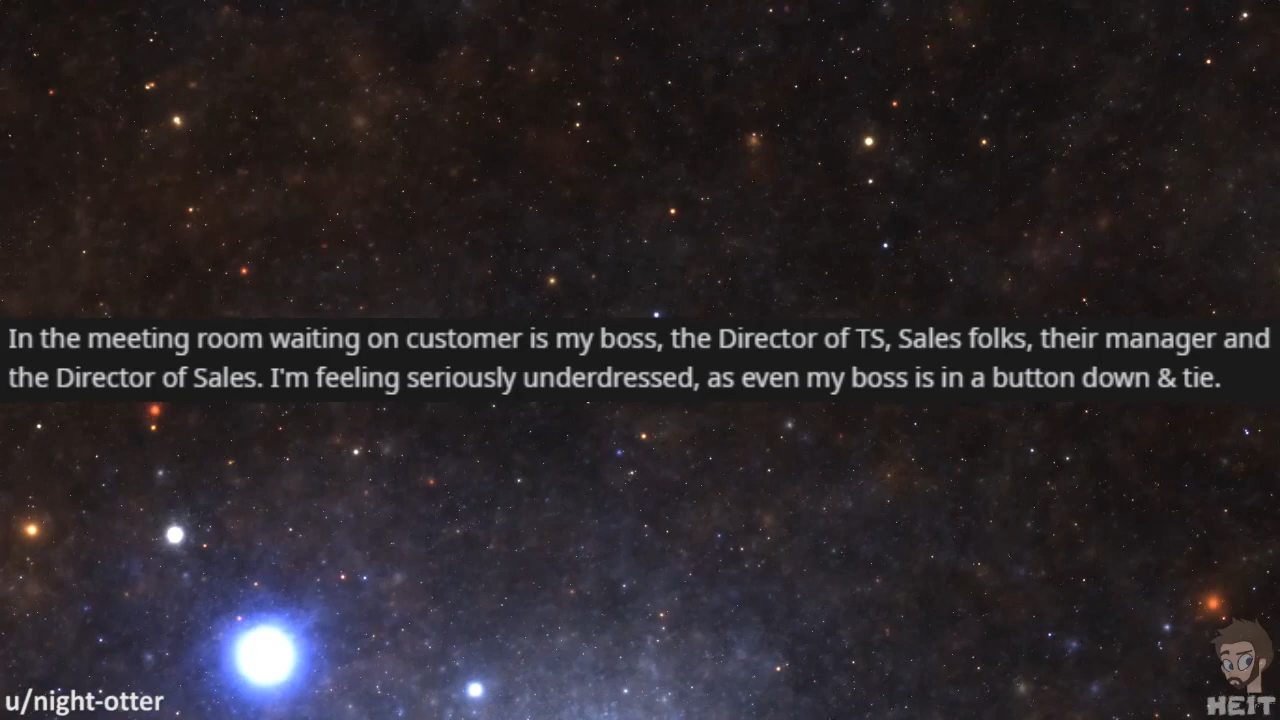 In the meeting room waiting on customer is my boss, the Director of TS, Sales folks, their manager and
the Director of Sales. I'm feeling seriously underdressed, as even my boss is in a button down & tie.
u/night-otter
HEIT